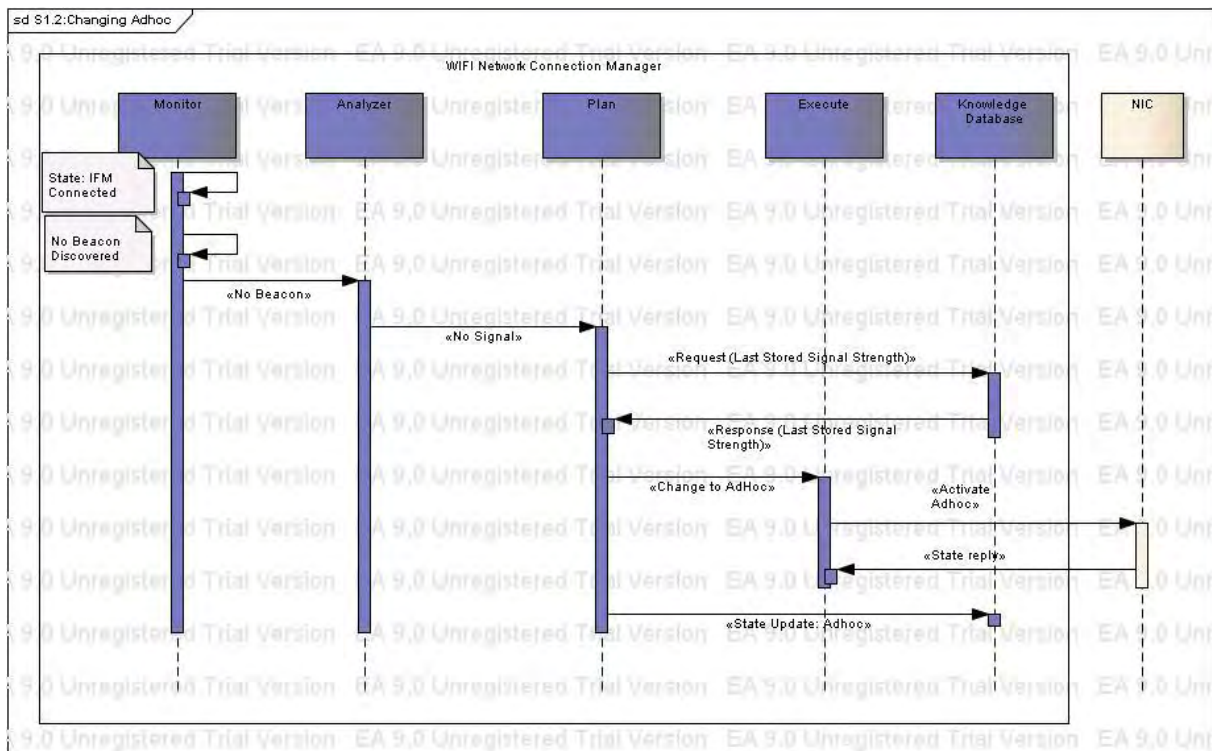 sd S1.2:Changing Adhoc
EA 9.0 Unregistered Trial Version
WIFI Network Connection Manager
Monitor
Analyzer
Plan
Execute
Knowledge
Database
NIC
State: IFM
Connected
No Beacon
Discovered
«No Beacon»
«No Signal»
«Request (Last Stored Signal Strength)»
«Response (Last Stored Signal
Strength)»
«Change to AdHoc»
«Activate
Adhoc»
«State reply»
«State Update: Adhoc»